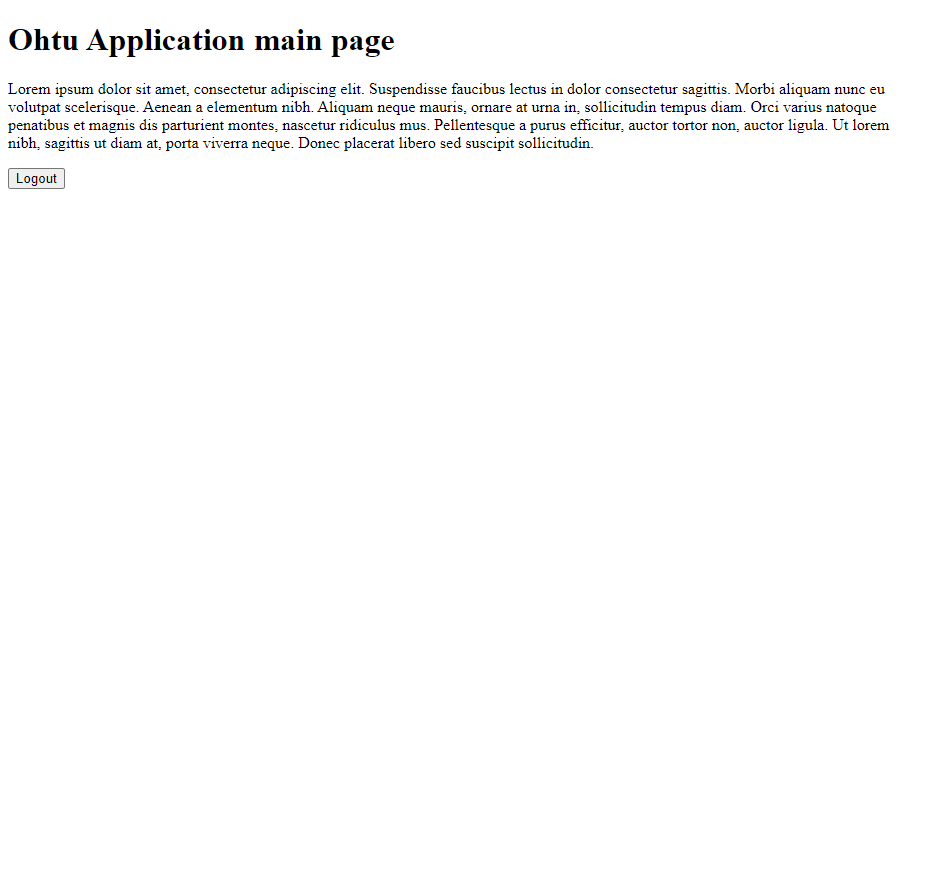 Ohtu Application main page
Lorem ipsum dolor sit amet, consectetur adipiscing elit. Suspendisse faucibus lectus in dolor consectetur sagittis. Morbi aliquam nunc eu
volutpat scelerisque. Aenean a elementum nibh. Aliquam neque mauris, ornare at urna in, sollicitudin tempus diam. Orci varius natoque
penatibus et magnis dis parturient montes, nascetur ridiculus mus. Pellentesque a purus efficitur, auctor tortor non, auctor ligula. Ut lorem
nibh, sagittis ut diam at, porta viverra neque. Donec placerat libero sed suscipit sollicitudin.
Logout